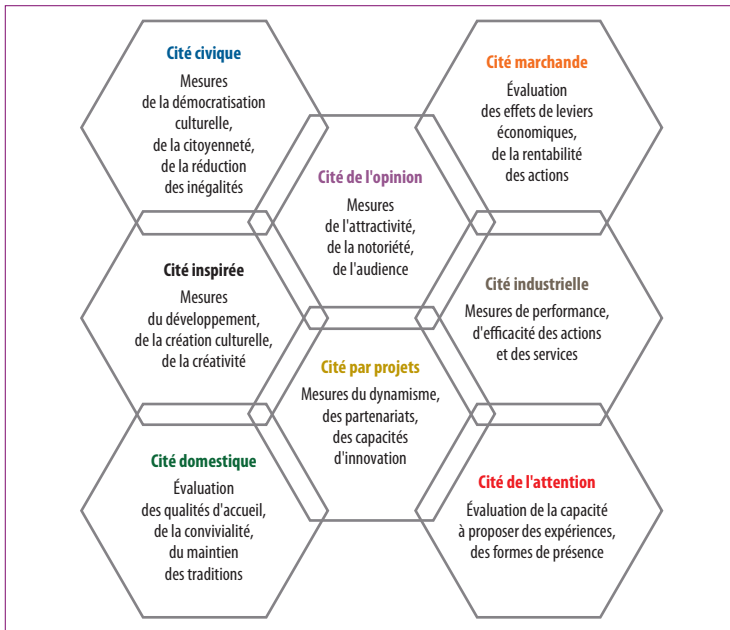 Cité civique
Mesures
de la démocratisation
culturelle,
de la citoyenneté,
de la réduction
des inégalités
Cité marchande
Évaluation
des effets de leviers
économiques,
de la rentabilité
des actions
Cité de l'opinion
Mesures
de l'attractivité,
de la notoriété,
de l'audience
Cité inspirée
Mesures
du développement,
de la création culturelle,
de la créativité
Cité industrielle
Mesures de performance,
d'efficacité des actions
et des services
Cité par projets
Mesures du dynamisme,
des partenariats,
des capacités
d'innovation
Cité domestique
Évaluation
des qualités d'accueil,
de la convivialité,
du maintien
des traditions
Cité de l'attention
Évaluation de la capacité
à proposer des expériences,
des formes de présence